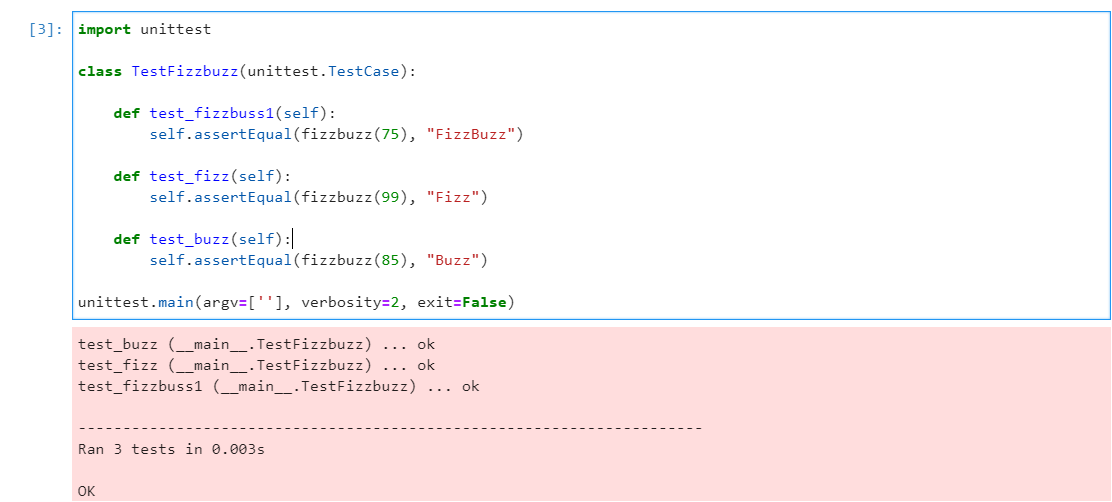 [3]: import unittest
class TestFizzbuzz(unittest.TestCase):
def test_fizzbuss1(self):
self.assertEqual(fizzbuzz(75), "FizzBuzz")
def test_fizz(self):
self.assertEqual(fizzbuzz(99), "Fizz")
def test_buzz(self):
self.assertEqual(fizzbuzz(85), "Buzz")
unittest.main(argv=[''], verbosity=2, exit=False)
test_buzz (__main__.TestFizzbuzz) ... ok
test_fizz (__main__.TestFizzbuzz) ... ok
test_fizzbuss1 (__main__.TestFizzbuzz) ... ok
----------------------------------------------------------------------
Ran 3 tests in 0.003s
OK